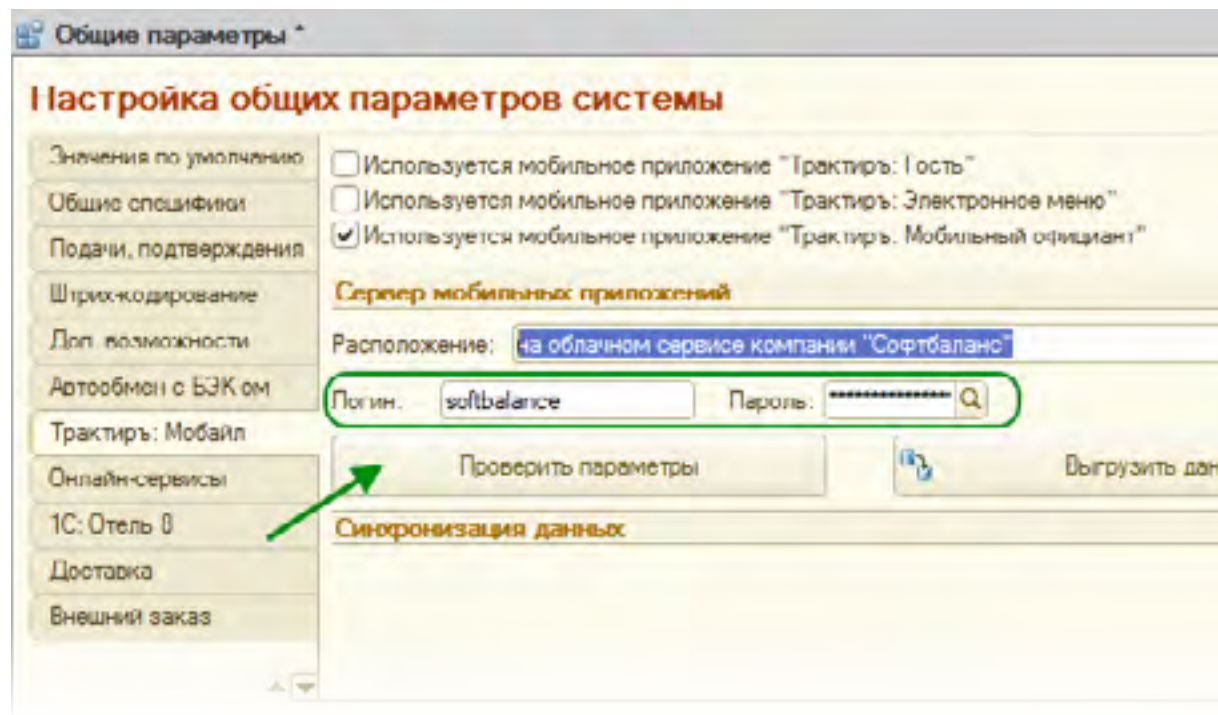 Общие параметры *
Настройка общих параметров системы
Значения по умолчанию
Общие специфики
Подачи, подтверждения
Штрих-кодирование
Доп. возможности
Автообмен с БЭК ом
Трактиръ: Мобайл
Онлайн-сервисы
1С: Отель 8
Доставка
Внешний заказ
Используется мобильное приложение "Трактиръ: Гость"
Используется мобильное приложение "Трактиръ: Электронное меню"
Используется мобильное приложение "Трактиръ: Мобильный официант"
Сервер мобильных приложений
Расположение: на облачном сервисе компании "Софтбаланс"
Логин: softbalance Пароль: ***************
Проверить параметры Выгрузить дан
Синхронизация данных